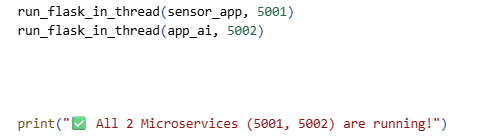 run_flask_in_thread(sensor_app, 5001)
run_flask_in_thread(app_ai, 5002)
print("✅ All 2 Microservices (5001, 5002) are running!")